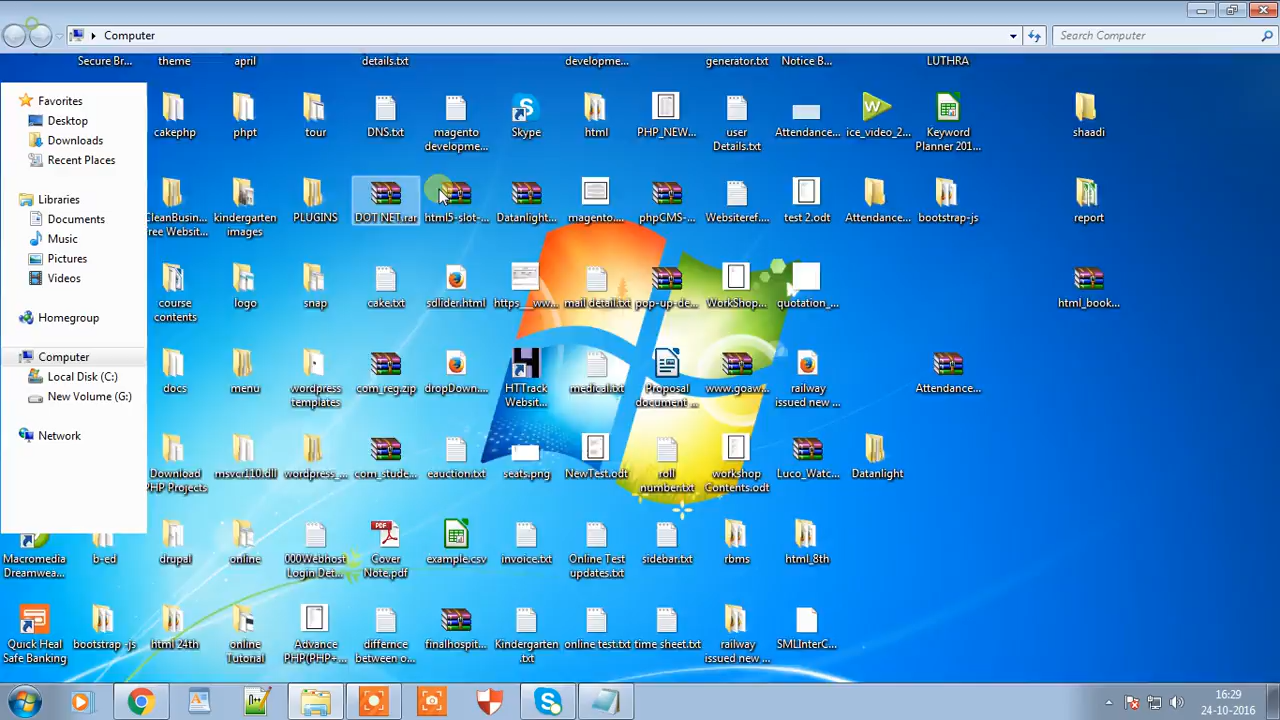 Computer
Search Computer
Secure Br...
theme
april
details.txt
developme...
generator.txt
Notice B...
LUTHRA
Favorites
Desktop
Downloads
Recent Places
Libraries
Documents
Music
Pictures
Videos
Homegroup
Computer
Local Disk (C:)
New Volume (G:)
Network
cakephp
phpt
tour
DNS.txt
magento
developme...
Skype
html
PHP_NEW...
user
Details.txt
Attendance...
ice_video_2...
Keyword
Planner 201...
shaadi
CleanBusin...
Free Websit...
kindergarten
images
PLUGINS
DOT NET.rar
html5-slot-...
Datanlight...
magento....
phpCMS-...
Websiteref....
test 2.odt
Attendanc...
bootstrap-js
report
course
contents
logo
snap
cake.txt
sdlider.html
https__ww...
mail detail.txt
pop-up-de...
WorkShop...
quotation_...
html_book...
docs
menu
wordpress
templates
com_reg.zip
dropDown....
HTTrack
Websit...
medical.txt
Proposal
document ...
www.goaw...
railway
issued new ...
Attendance...
Download
PHP Projects
msvcr110.dll
wordpress_...
com_stude...
eauction.txt
seats.png
NewTest.odt
roll
number.txt
workshop
Contents.odt
Luco_Watc...
Datanlight
Macromedia
Dreamwea...
b-ed
drupal
online
000Webhost
Login Det...
Cover
Note.pdf
example.csv
invoice.txt
Online Test
updates.txt
sidebar.txt
rbms
html_8th
Quick Heal
Safe Banking
bootstrap -js
html 24th
online
Tutorial
Advance
PHP(PHP+...
differnce
between o...
finalhospit...
Kindergarten
.txt
online test.txt
time sheet.txt
railway
issued new ...
SMLInterC...
16:29
24-10-2016